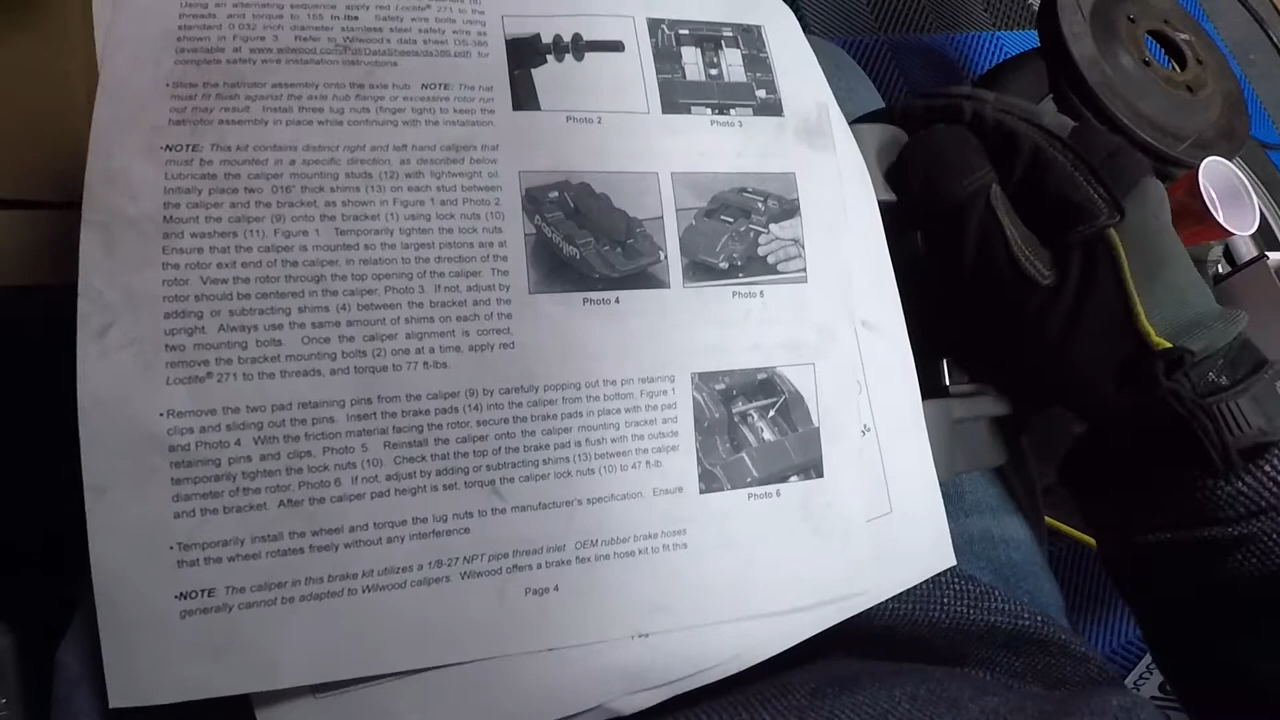 Using an alternating sequence, apply red Loctite® 271 to the
threads, and torque to 155 in-lbs. Safety wire bolts using
standard 0.032 inch diameter stainless steel safety wire as
shown in Figure 3. Refer to Wilwood's data sheet DS-386
(available at www.wilwood.com/Pdf/DataSheets/ds386.pdf) for
complete safety wire installation instructions.
•Slide the hat/rotor assembly onto the axle hub. NOTE: The hat
must fit flush against the axle hub flange or excessive rotor run
out may result. Install three lug nuts (finger tight) to keep the
hat/rotor assembly in place while continuing with the installation.
•NOTE: This kit contains distinct right and left hand calipers that
must be mounted in a specific direction, as described below.
Lubricate the caliper mounting studs (12) with lightweight oil.
Initially place two .016" thick shims (13) on each stud between
the caliper and the bracket, as shown in Figure 1 and Photo 2.
Mount the caliper (9) onto the bracket (1) using lock nuts (10)
and washers (11), Figure 1. Temporarily tighten the lock nuts.
Ensure that the caliper is mounted so the largest pistons are at
the rotor exit end of the caliper, in relation to the direction of the
rotor. View the rotor through the top opening of the caliper. The
rotor should be centered in the caliper, Photo 3. If not, adjust by
adding or subtracting shims (4) between the bracket and the
upright. Always use the same amount of shims on each of the
two mounting bolts. Once the caliper alignment is correct,
remove the bracket mounting bolts (2) one at a time, apply red
Loctite® 271 to the threads, and torque to 77 ft-lbs.
• Remove the two pad retaining pins from the caliper (9) by carefully popping out the pin retaining
clips and sliding out the pins. Insert the brake pads (14) into the caliper from the bottom, Figure 1
and Photo 4. With the friction material facing the rotor, secure the brake pads in place with the pad
retaining pins and clips, Photo 5. Reinstall the caliper onto the caliper mounting bracket and
temporarily tighten the lock nuts (10). Check that the top of the brake pad is flush with the outside
diameter of the rotor, Photo 6. If not, adjust by adding or subtracting shims (13) between the caliper
and the bracket. After the caliper pad height is set, torque the caliper lock nuts (10) to 47 ft-lb.
• Temporarily install the wheel and torque the lug nuts to the manufacturer's specification. Ensure
that the wheel rotates freely without any interference.
•NOTE: The caliper in this brake kit utilizes a 1/8-27 NPT pipe thread inlet. OEM rubber brake hoses
generally cannot be adapted to Wilwood calipers. Wilwood offers a brake flex line hose kit to fit this
Page 4
Photo 2
Photo 3
wilwood
Photo 4
Photo 5
Photo 6